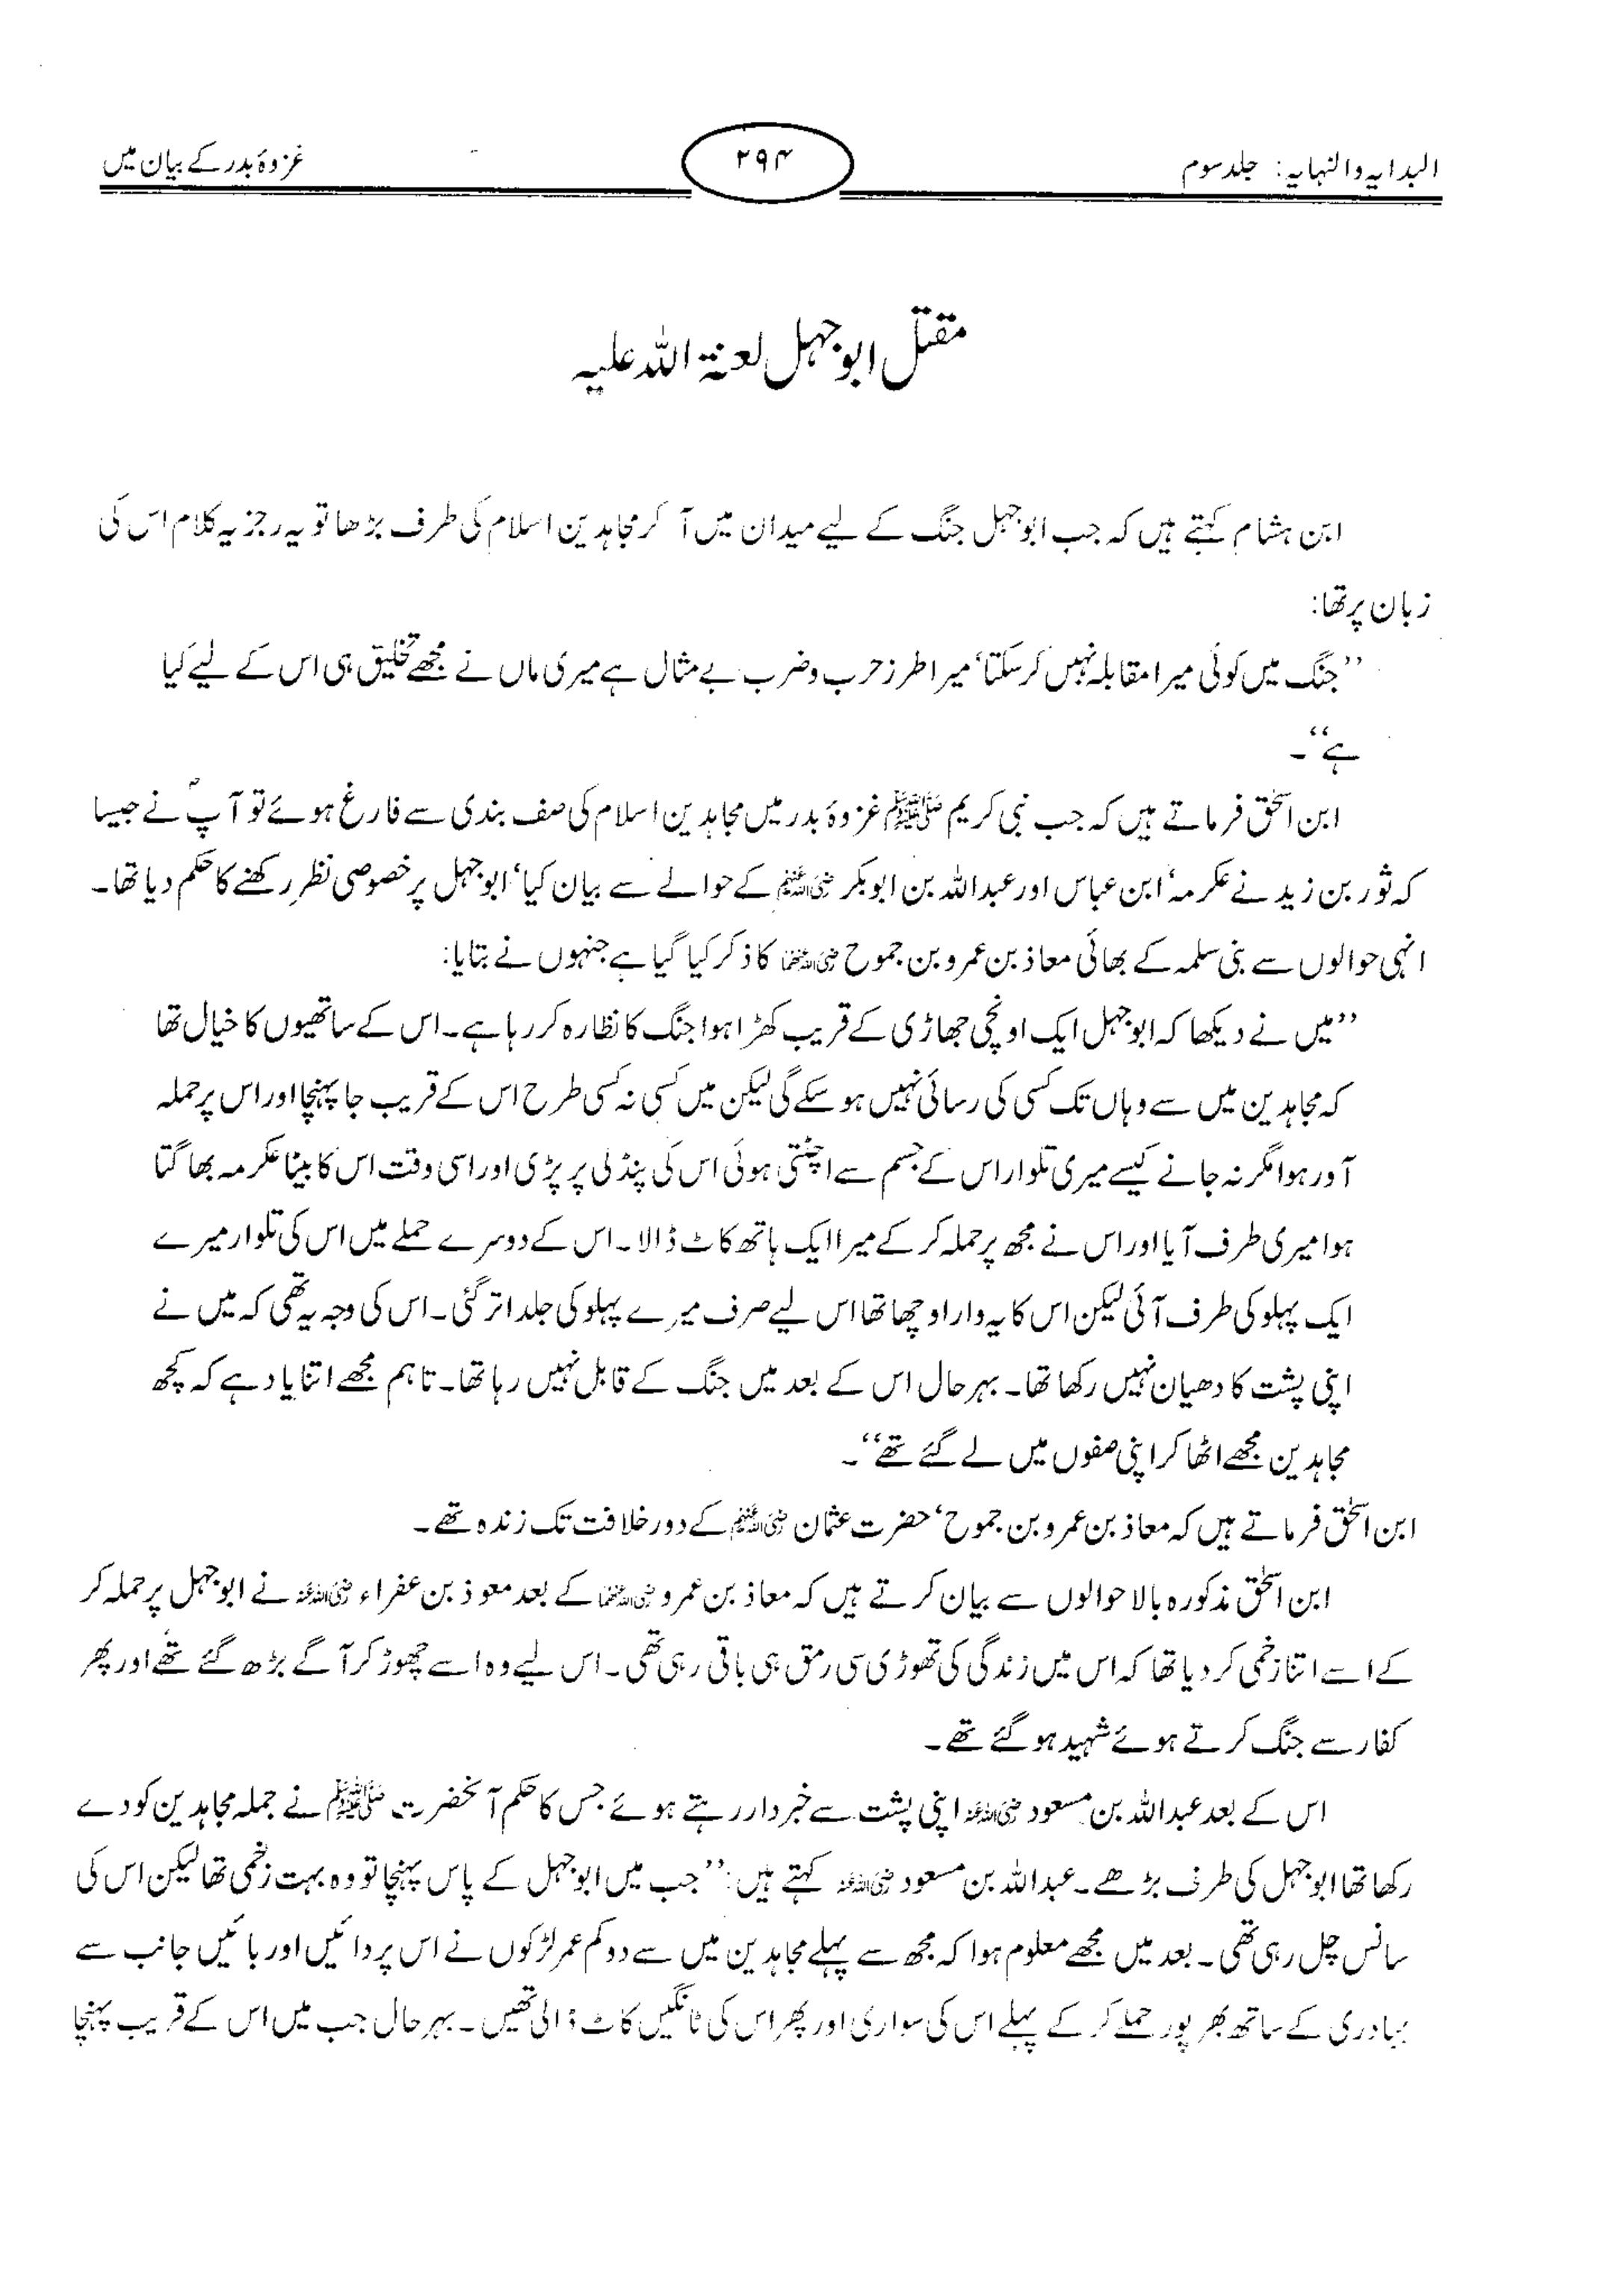 البدایہ والنہایہ: جلد سوم
۲۹۴
غزوۂ بدر کے بیان میں
مقتل ابوجہل لعنۃ اللہ علیہ
ابن ہشام کہتے ہیں کہ جب ابوجہل جنگ کے لیے میدان میں آ کر مجاہدین اسلام کی طرف بڑھا تو یہ رجزیہ کلام اس کی
زبان پر تھا:
’’جنگ میں کوئی میرا مقابلہ نہیں کر سکتا‘ میرا طرز حرب و ضرب بے مثال ہے میری ماں نے مجھے تخلیق ہی اس کے لیے کیا
ہے‘‘۔
ابن اسحٰق فرماتے ہیں کہ جب نبی کریم ﷺ غزوۂ بدر میں مجاہدین اسلام کی صف بندی سے فارغ ہوئے تو آپؐ نے جیسا
کہ ثور بن زید نے عکرمہ‘ ابن عباس اور عبداللہ بن ابوبکر رضی اللہ عنہم کے حوالے سے بیان کیا‘ ابوجہل پر خصوصی نظر رکھنے کا حکم دیا تھا۔
انہی حوالوں سے بنی سلمہ کے بھائی معاذ بن عمرو بن جموح رضی اللہ عنہما کا ذکر کیا گیا ہے جنہوں نے بتایا:
’’میں نے دیکھا کہ ابوجہل ایک اونچی جھاڑی کے قریب کھڑا ہوا جنگ کا نظارہ کر رہا ہے۔ اس کے ساتھیوں کا خیال تھا
کہ مجاہدین میں سے وہاں تک کسی کی رسائی نہیں ہو سکے گی لیکن میں کسی نہ کسی طرح اس کے قریب جا پہنچا اور اس پر حملہ
آور ہوا مگر نہ جانے کیسے میری تلوار اس کے جسم سے اچٹتی ہوئی اس کی پنڈلی پر پڑی اور اسی وقت اس کا بیٹا عکرمہ بھاگتا
ہوا میری طرف آیا اور اس نے مجھ پر حملہ کر کے میرا ایک ہاتھ کاٹ ڈالا۔ اس کے دوسرے حملے میں اس کی تلوار میرے
ایک پہلو کی طرف آئی لیکن اس کا یہ وار اوچھا تھا اس لیے صرف میرے پہلو کی جلد اتر گئی۔ اس کی وجہ یہ تھی کہ میں نے
اپنی پشت کا دھیان نہیں رکھا تھا۔ بہر حال اس کے بعد میں جنگ کے قابل نہیں رہا تھا۔ تاہم مجھے اتنا یاد ہے کہ کچھ
مجاہدین مجھے اٹھا کر اپنی صفوں میں لے گئے تھے‘‘۔
ابن اسحٰق فرماتے ہیں کہ معاذ بن عمرو بن جموح‘ حضرت عثمان رضی اللہ عنہ کے دور خلافت تک زندہ تھے۔
ابن اسحٰق مذکورہ بالا حوالوں سے بیان کرتے ہیں کہ معاذ بن عمرو رضی اللہ عنہما کے بعد معوذ بن عفراء رضی اللہ عنہ نے ابوجہل پر حملہ کر
کے اسے اتنا زخمی کر دیا تھا کہ اس میں زندگی کی تھوڑی سی رمق ہی باقی رہی تھی۔ اس لیے وہ اسے چھوڑ کر آگے بڑھ گئے تھے اور پھر
کفار سے جنگ کرتے ہوئے شہید ہو گئے تھے۔
اس کے بعد عبداللہ بن مسعود رضی اللہ عنہ اپنی پشت سے خبردار رہتے ہوئے جس کا حکم آنحضرت ﷺ نے جملہ مجاہدین کو دے
رکھا تھا ابوجہل کی طرف بڑھے۔ عبداللہ بن مسعود رضی اللہ عنہ کہتے ہیں: ’’جب میں ابوجہل کے پاس پہنچا تو وہ بہت زخمی تھا لیکن اس کی
سانس چل رہی تھی۔ بعد میں مجھے معلوم ہوا کہ مجھ سے پہلے مجاہدین میں سے دو کم عمر لڑکوں نے اس پر دائیں اور بائیں جانب سے
بہادری کے ساتھ بھر پور حملے کر کے پہلے اس کی سواری اور پھر اس کی ٹانگیں کاٹ ڈالی تھیں۔ بہر حال جب میں اس کے قریب پہنچا